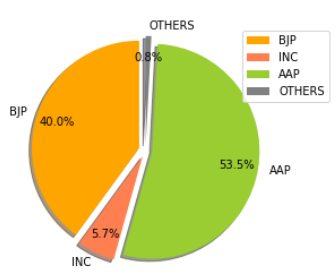 OTHERS
0.8%
BJP
INC
AAP
OTHERS
BJP
40.0%
53.5%
AAP
5.7%
INC